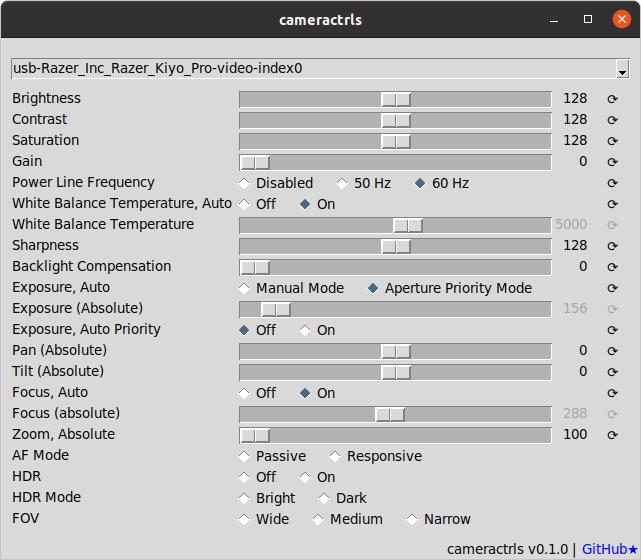 cameractrls
usb-Razer_Inc_Razer_Kiyo_Pro-video-index0
Brightness 128
Contrast 128
Saturation 128
Gain 0
Power Line Frequency Disabled 50 Hz 60 Hz
White Balance Temperature, Auto Off On
White Balance Temperature 5000
Sharpness 128
Backlight Compensation 0
Exposure, Auto Manual Mode Aperture Priority Mode
Exposure (Absolute) 156
Exposure, Auto Priority Off On
Pan (Absolute) 0
Tilt (Absolute) 0
Focus, Auto Off On
Focus (absolute) 288
Zoom, Absolute 100
AF Mode Passive Responsive
HDR Off On
HDR Mode Bright Dark
FOV Wide Medium Narrow
cameractrls v0.1.0 | GitHub★